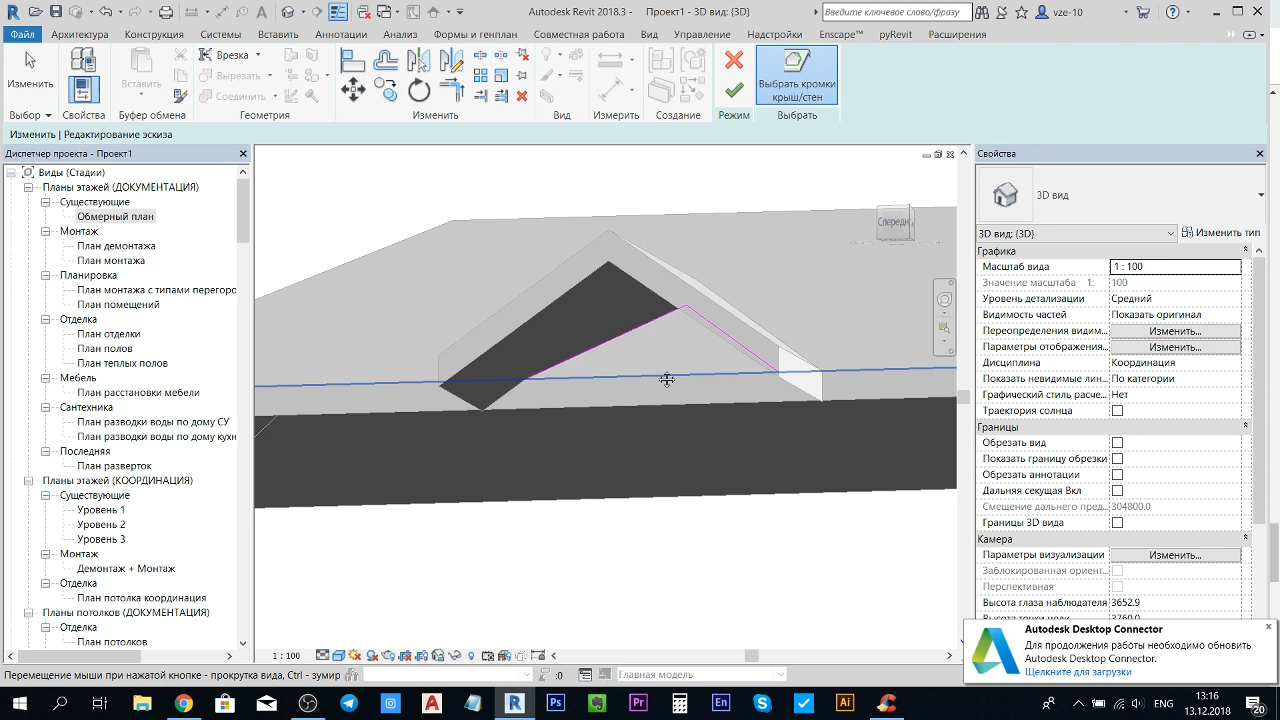 Autodesk Revit 2018.3 - Проект1 - 3D вид: {3D}
Введите ключевое слово/фразу
vze-10
Файл Архитектура Конструкция Системы Вставить Аннотации Анализ Формы и генплан Совместная работа Вид Управление Надстройки Enscape™ pyRevit Расширения
Изменить
Вставить
Врезка
Вырезать
Соединить
Выбрать кромки
крыш/стен
Выбор Свойства Буфер обмена Геометрия Изменить Вид Измерить Создание Режим Выбрать
Изменить | Редактирование эскиза
Диспетчер проекта - Проект1
Виды (Стадии)
Планы этажей (ДОКУМЕНТАЦИЯ)
Существующие
Обмерный план
Монтаж
План демонтажа
План монтажа
Планировка
План монтажа с типами перегоро
План помещений
Отделка
План отделки
План полов
План теплых полов
Мебель
План расстановки мебели
Сантехника
План разводки воды по дому СУ
План разводки воды по дому кухн
Последняя
План разверток
Планы этажей (КООРДИНАЦИЯ)
Существующие
Уровень 1
Уровень 2
Уровень 3
Монтаж
Демонтаж + Монтаж
Отделка
План потолка координация
Планы потолков (ДОКУМЕНТАЦИЯ)
Отделка
План потолков
Спереди
1 : 100
Свойства
3D вид
3D вид: {3D}
Изменить тип
Графика
Масштаб вида 1 : 100
Значение масштаба 1: 100
Уровень детализации Средний
Видимость частей Показать оригинал
Переопределения видим... Изменить...
Параметры отображения... Изменить...
Дисциплина Координация
Показать невидимые лин... По категории
Графический стиль расче... Нет
Траектория солнца
Границы
Обрезать вид
Показать границу обрезки
Обрезать аннотации
Дальняя секущая Вкл
Смещение дальнего пред... 304800.0
Границы 3D вида
Камера
Параметры визуализации Изменить...
Заблокированная ориент...
Перспективная
Высота глаза наблюдателя 3652.9
Высота точки цели 3760.0
Autodesk Desktop Connector
Для продолжения работы необходимо обновить
Autodesk Desktop Connector.
Щелкните для загрузки
:0
Главная модель
13:16
ENG
13.12.2018
20